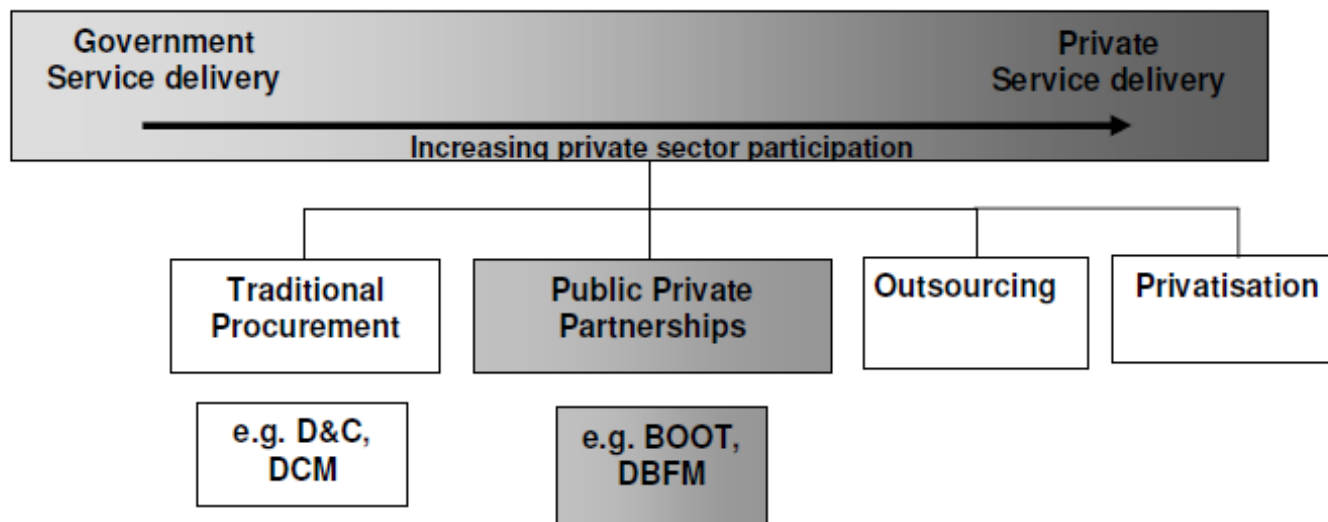 Government
Service delivery
Private
Service delivery
Increasing private sector participation
Traditional
Procurement
Public Private
Partnerships
Outsourcing
Privatisation
e.g. D&C,
DCM
e.g. BOOT,
DBFM